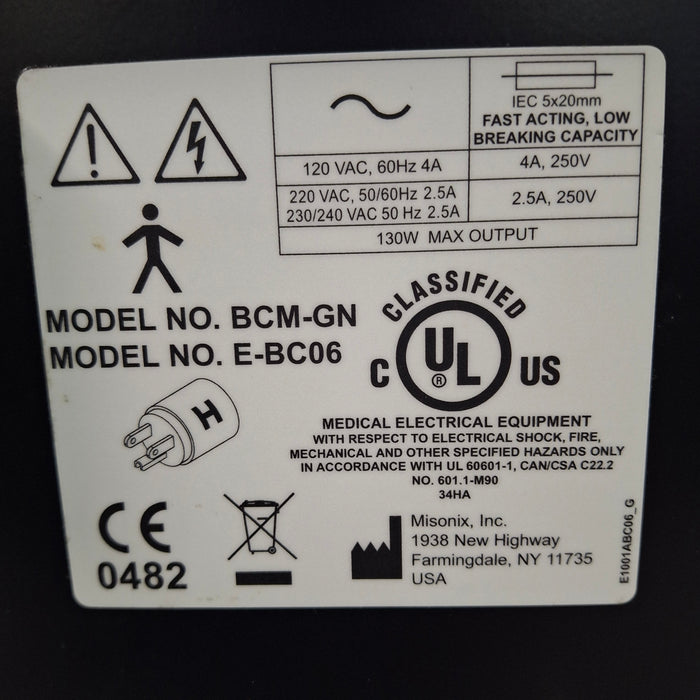 IEC 5x20mm
FAST ACTING, LOW
BREAKING CAPACITY
120 VAC, 60Hz 4A
4A, 250V
220 VAC, 50/60Hz 2.5A
230/240 VAC 50 Hz 2.5A
2.5A, 250V
130W MAX OUTPUT
MODEL NO. BCM-GN
MODEL NO. E-BC06
CLASSIFIED
C UL ® US
H
MEDICAL ELECTRICAL EQUIPMENT
WITH RESPECT TO ELECTRICAL SHOCK, FIRE,
MECHANICAL AND OTHER SPECIFIED HAZARDS ONLY
IN ACCORDANCE WITH UL 60601-1, CAN/CSA C22.2
NO. 601.1-M90
34HA
CE
0482
Misonix, Inc.
1938 New Highway
Farmingdale, NY 11735
USA
E1001ABC06_G